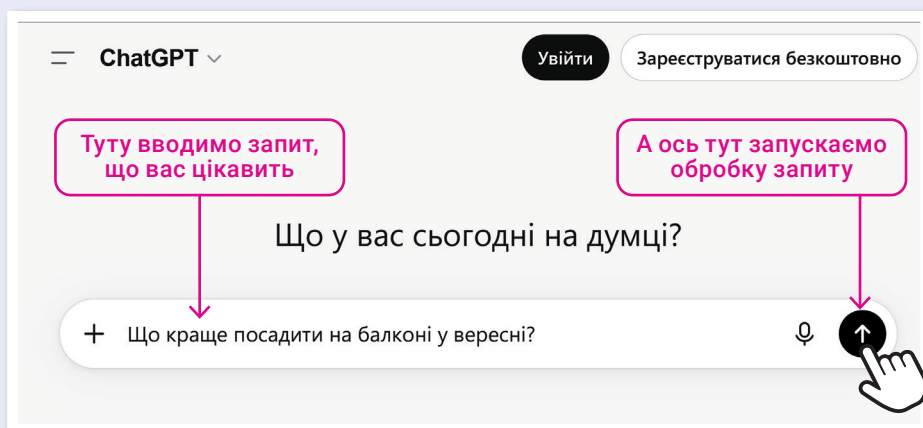 ChatGPT
Увійти
Зареєструватися безкоштовно
Туту вводимо запит,
що вас цікавить
А ось тут запускаємо
обробку запиту
Що у вас сьогодні на думці?
Що краще посадити на балконі у вересні?